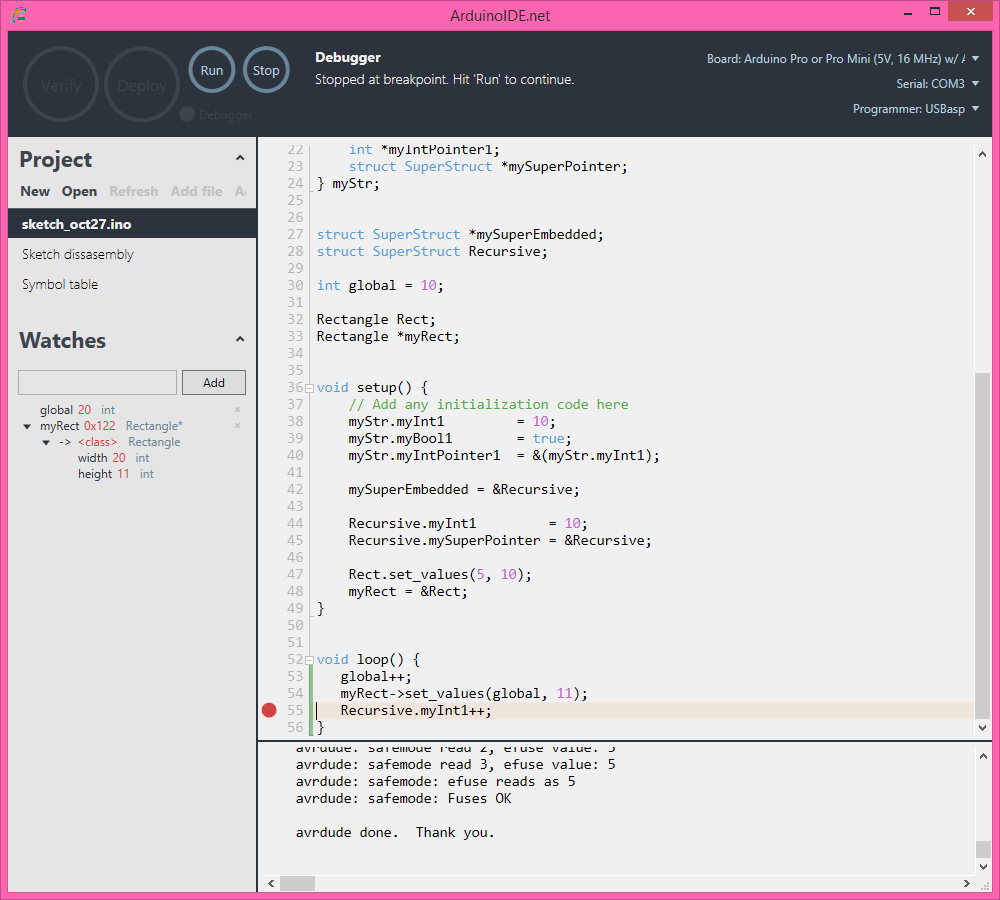 ArduinoIDE.net
Verify
Deploy
Run
Stop
Debugger
Debugger
Stopped at breakpoint. Hit 'Run' to continue.
Board: Arduino Pro or Pro Mini (5V, 16 MHz) w/
Serial: COM3
Programmer: USBasp
Project
New Open Refresh Add file
sketch_oct27.ino
Sketch dissasembly
Symbol table
Watches
Add
global 20 int
myRect 0x122 Rectangle*
-> <class> Rectangle
width 20 int
height 11 int
22 int *myIntPointer1;
23 struct SuperStruct *mySuperPointer;
24 } myStr;
25
26
27 struct SuperStruct *mySuperEmbedded;
28 struct SuperStruct Recursive;
29
30 int global = 10;
31
32 Rectangle Rect;
33 Rectangle *myRect;
34
35
36 void setup() {
37 // Add any initialization code here
38 myStr.myInt1 = 10;
39 myStr.myBool1 = true;
40 myStr.myIntPointer1 = &(myStr.myInt1);
41
42 mySuperEmbedded = &Recursive;
43
44 Recursive.myInt1 = 10;
45 Recursive.mySuperPointer = &Recursive;
46
47 Rect.set_values(5, 10);
48 myRect = &Rect;
49 }
50
51
52 void loop() {
53 global++;
54 myRect->set_values(global, 11);
55 Recursive.myInt1++;
56 }
avrdude: safemode read 2, efuse value: 5
avrdude: safemode read 3, efuse value: 5
avrdude: safemode: efuse reads as 5
avrdude: safemode: Fuses OK
avrdude done.  Thank you.